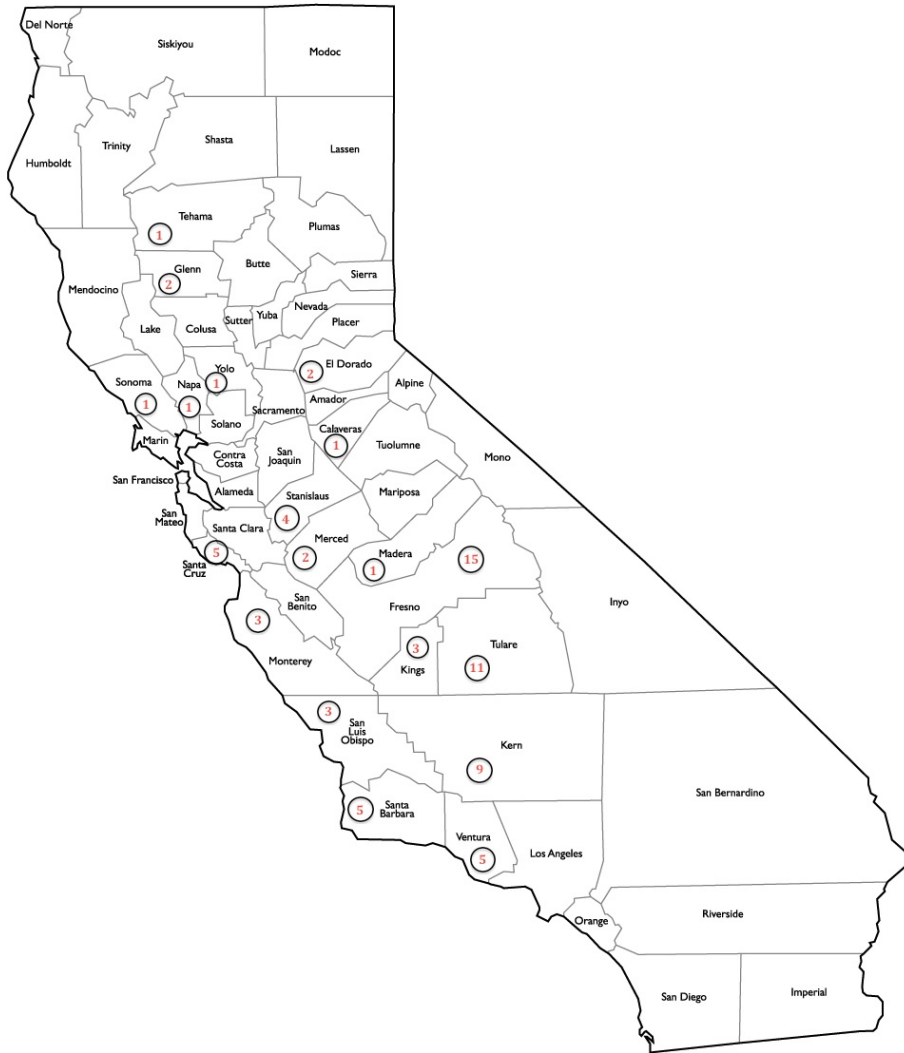 Del Norte
Siskiyou
Modoc
Humboldt
Trinity
Shasta
Lassen
Tehama
1
Plumas
Glenn
2
Butte
Sierra
Mendocino
Lake
Colusa
Sutter
Yuba
Nevada
Placer
Sonoma
1
Napa
1
Yolo
1
El Dorado
2
Alpine
Amador
Sacramento
Solano
Calaveras
1
Marin
Contra
Costa
San
Joaquin
Tuolumne
Mono
San Francisco
Alameda
Stanislaus
4
Mariposa
San
Mateo
Santa Clara
Santa
Cruz
5
Merced
2
Madera
1
15
San
Benito
Fresno
Inyo
3
Monterey
3
Kings
Tulare
11
3
San
Luis
Obispo
Kern
9
San Bernardino
5
Santa
Barbara
Ventura
5
Los Angeles
Orange
Riverside
San Diego
Imperial